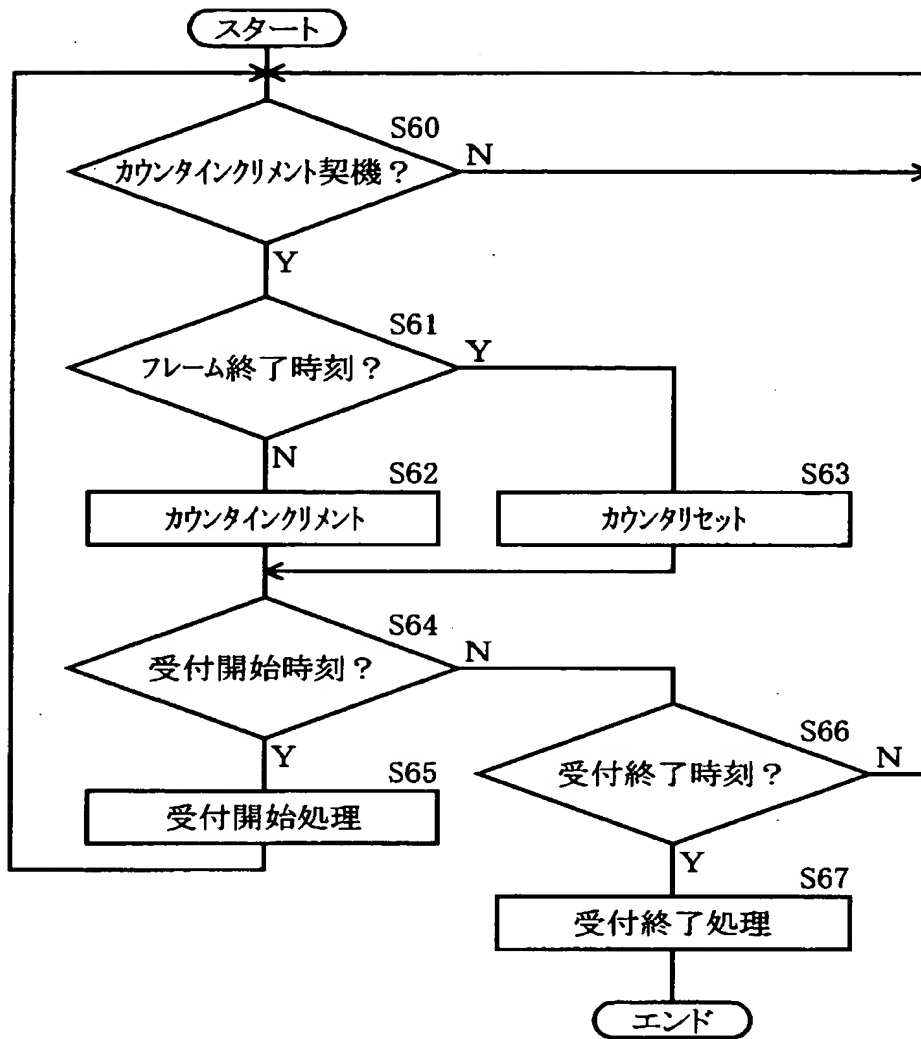 スタート
S60
カウンタインクリメント契機？
N
Y
S61
フレーム終了時刻？
Y
N
S62
カウンタインクリメント
S63
カウンタリセット
S64
受付開始時刻？
N
Y
S66
受付終了時刻？
N
Y
S65
受付開始処理
S67
受付終了処理
エンド